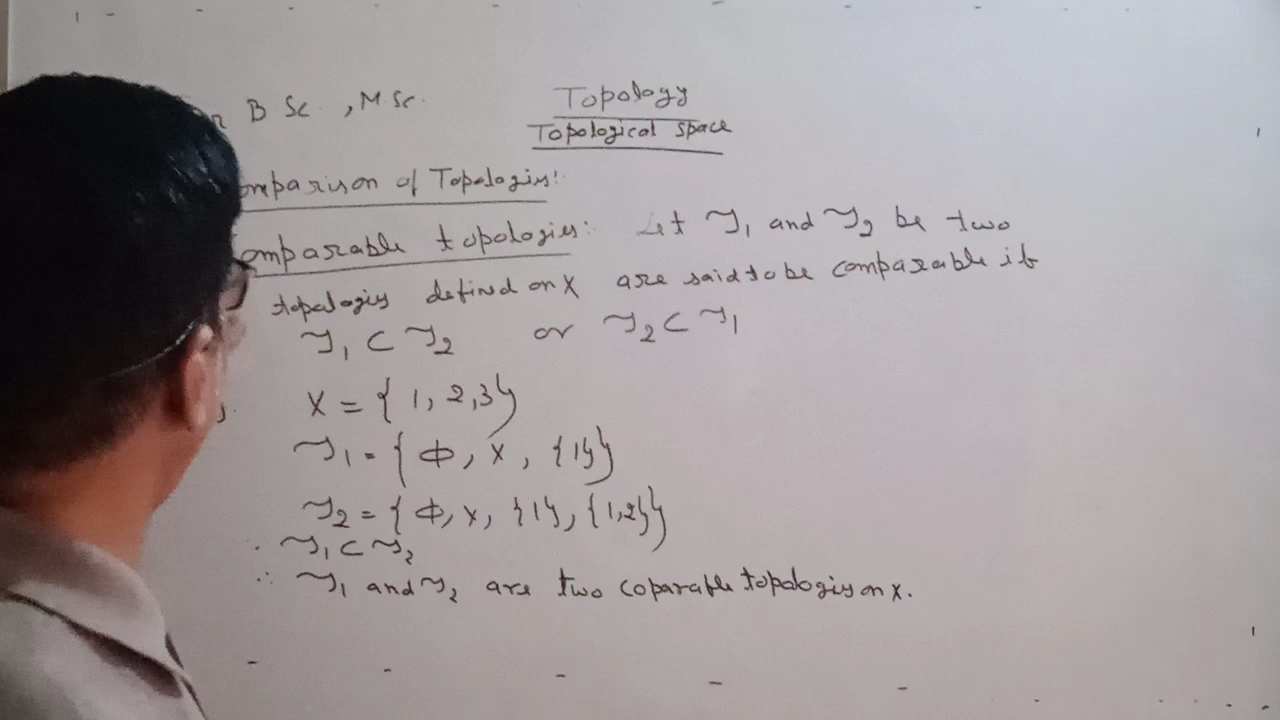 B Sc , M Sc. Topology
Topological space
omparison of Topologies:
omparable topologies: Let 𝒯₁ and 𝒯₂ be two
topologies defined on X are said to be comparable if
𝒯₁ ⊂ 𝒯₂ or 𝒯₂ ⊂ 𝒯₁
X = { 1, 2, 3}
𝒯₁ = { Φ, X, {1}}
𝒯₂ = { Φ, X, {1}, {1,2}}
𝒯₁ ⊂ 𝒯₂
∴ 𝒯₁ and 𝒯₂ are two coparable topologies on X.